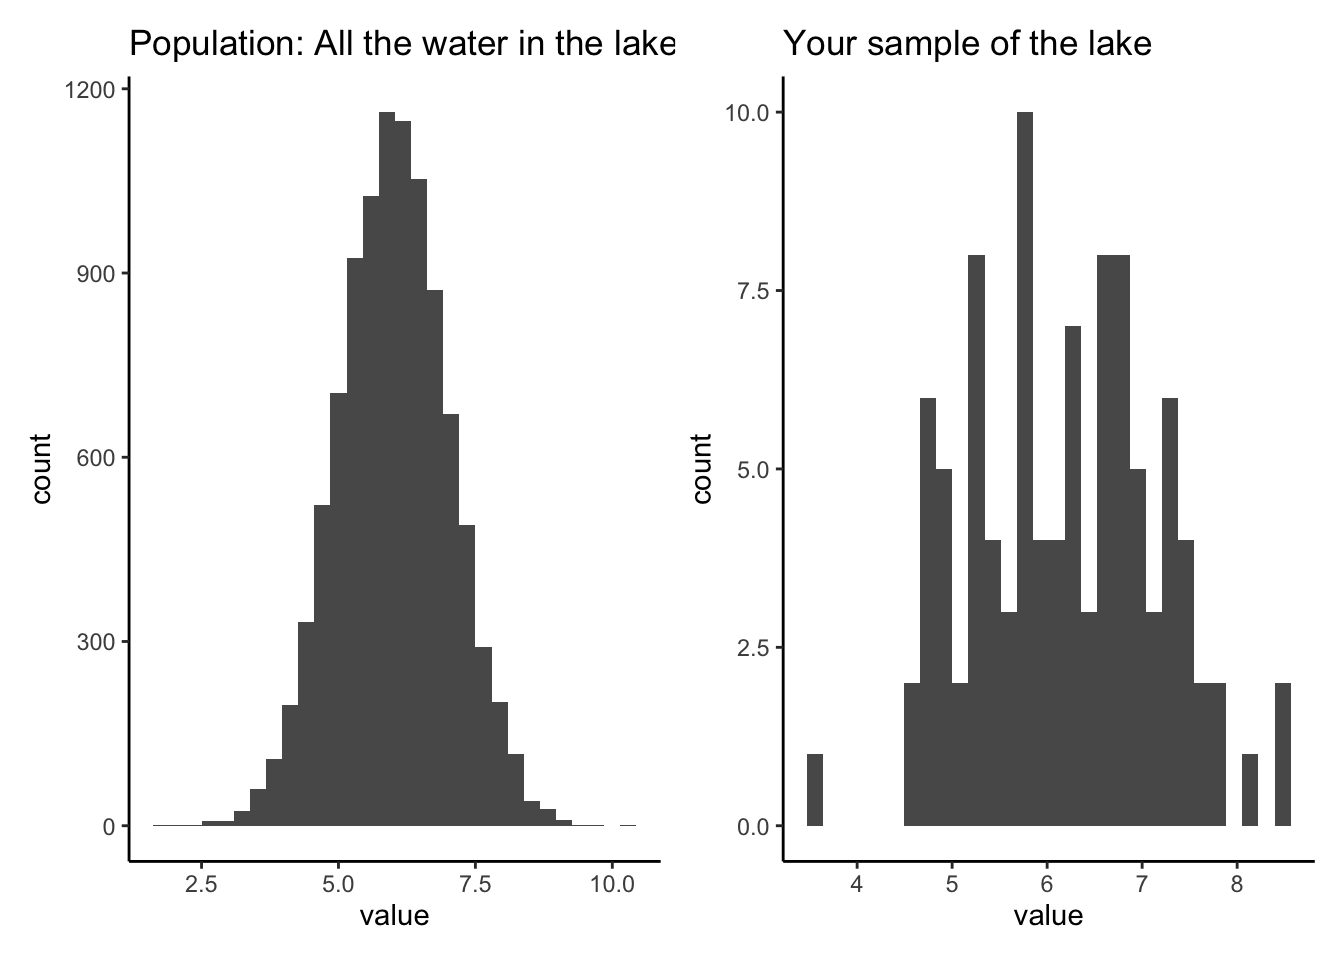 Population: All the water in the lake
1200
900
600
300
0
count
2.5 5.0 7.5 10.0
value
Your sample of the lake
10.0
7.5
5.0
2.5
0.0
count
4 5 6 7 8
value